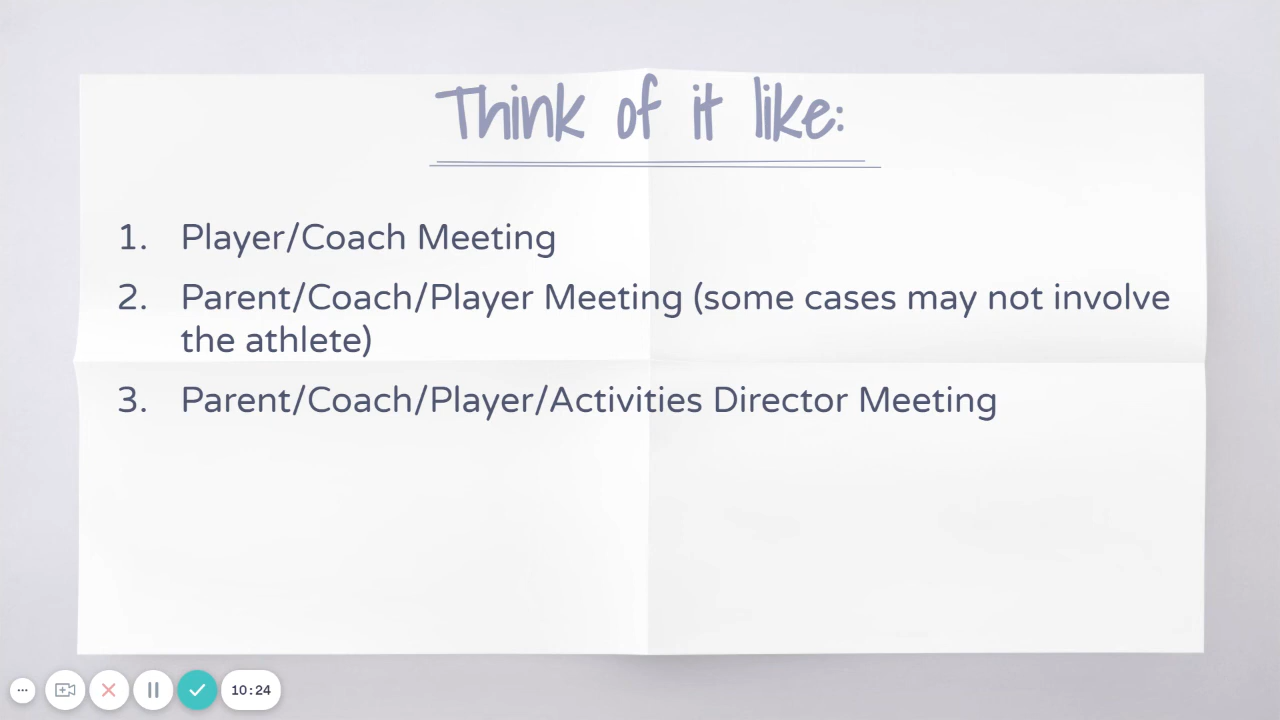 Think of it like:
1. Player/Coach Meeting
2. Parent/Coach/Player Meeting (some cases may not involve
the athlete)
3. Parent/Coach/Player/Activities Director Meeting
10:24